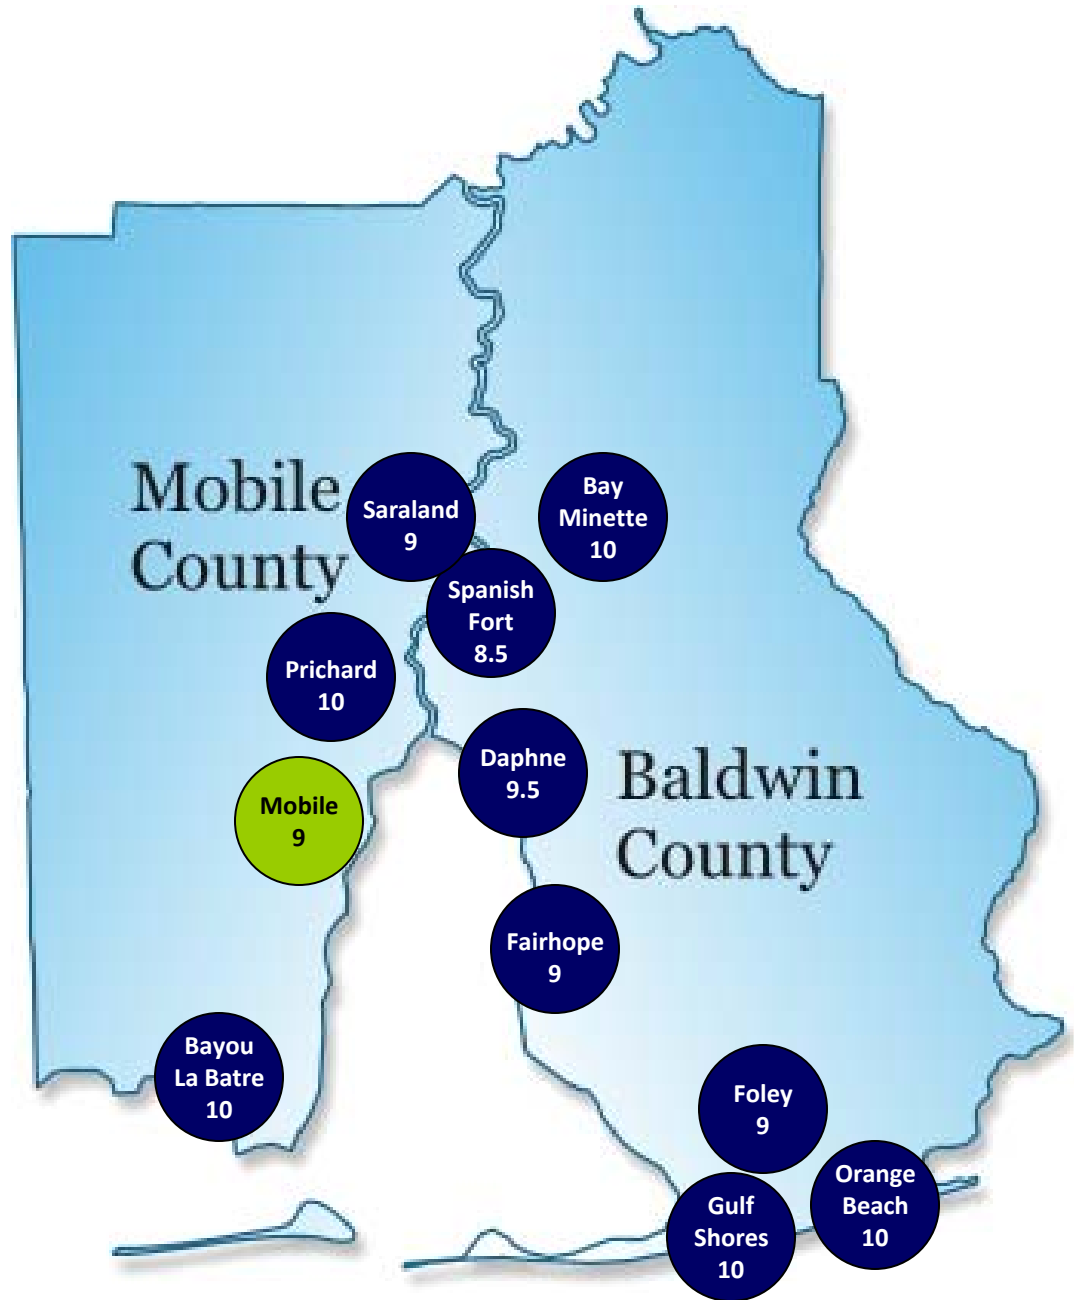 Mobile
County
Saraland
9
Bay
Minette
10
Spanish
Fort
8.5
Prichard
10
Daphne
9.5
Baldwin
County
Mobile
9
Fairhope
9
Bayou
La Batre
10
Foley
9
Orange
Beach
10
Gulf
Shores
10